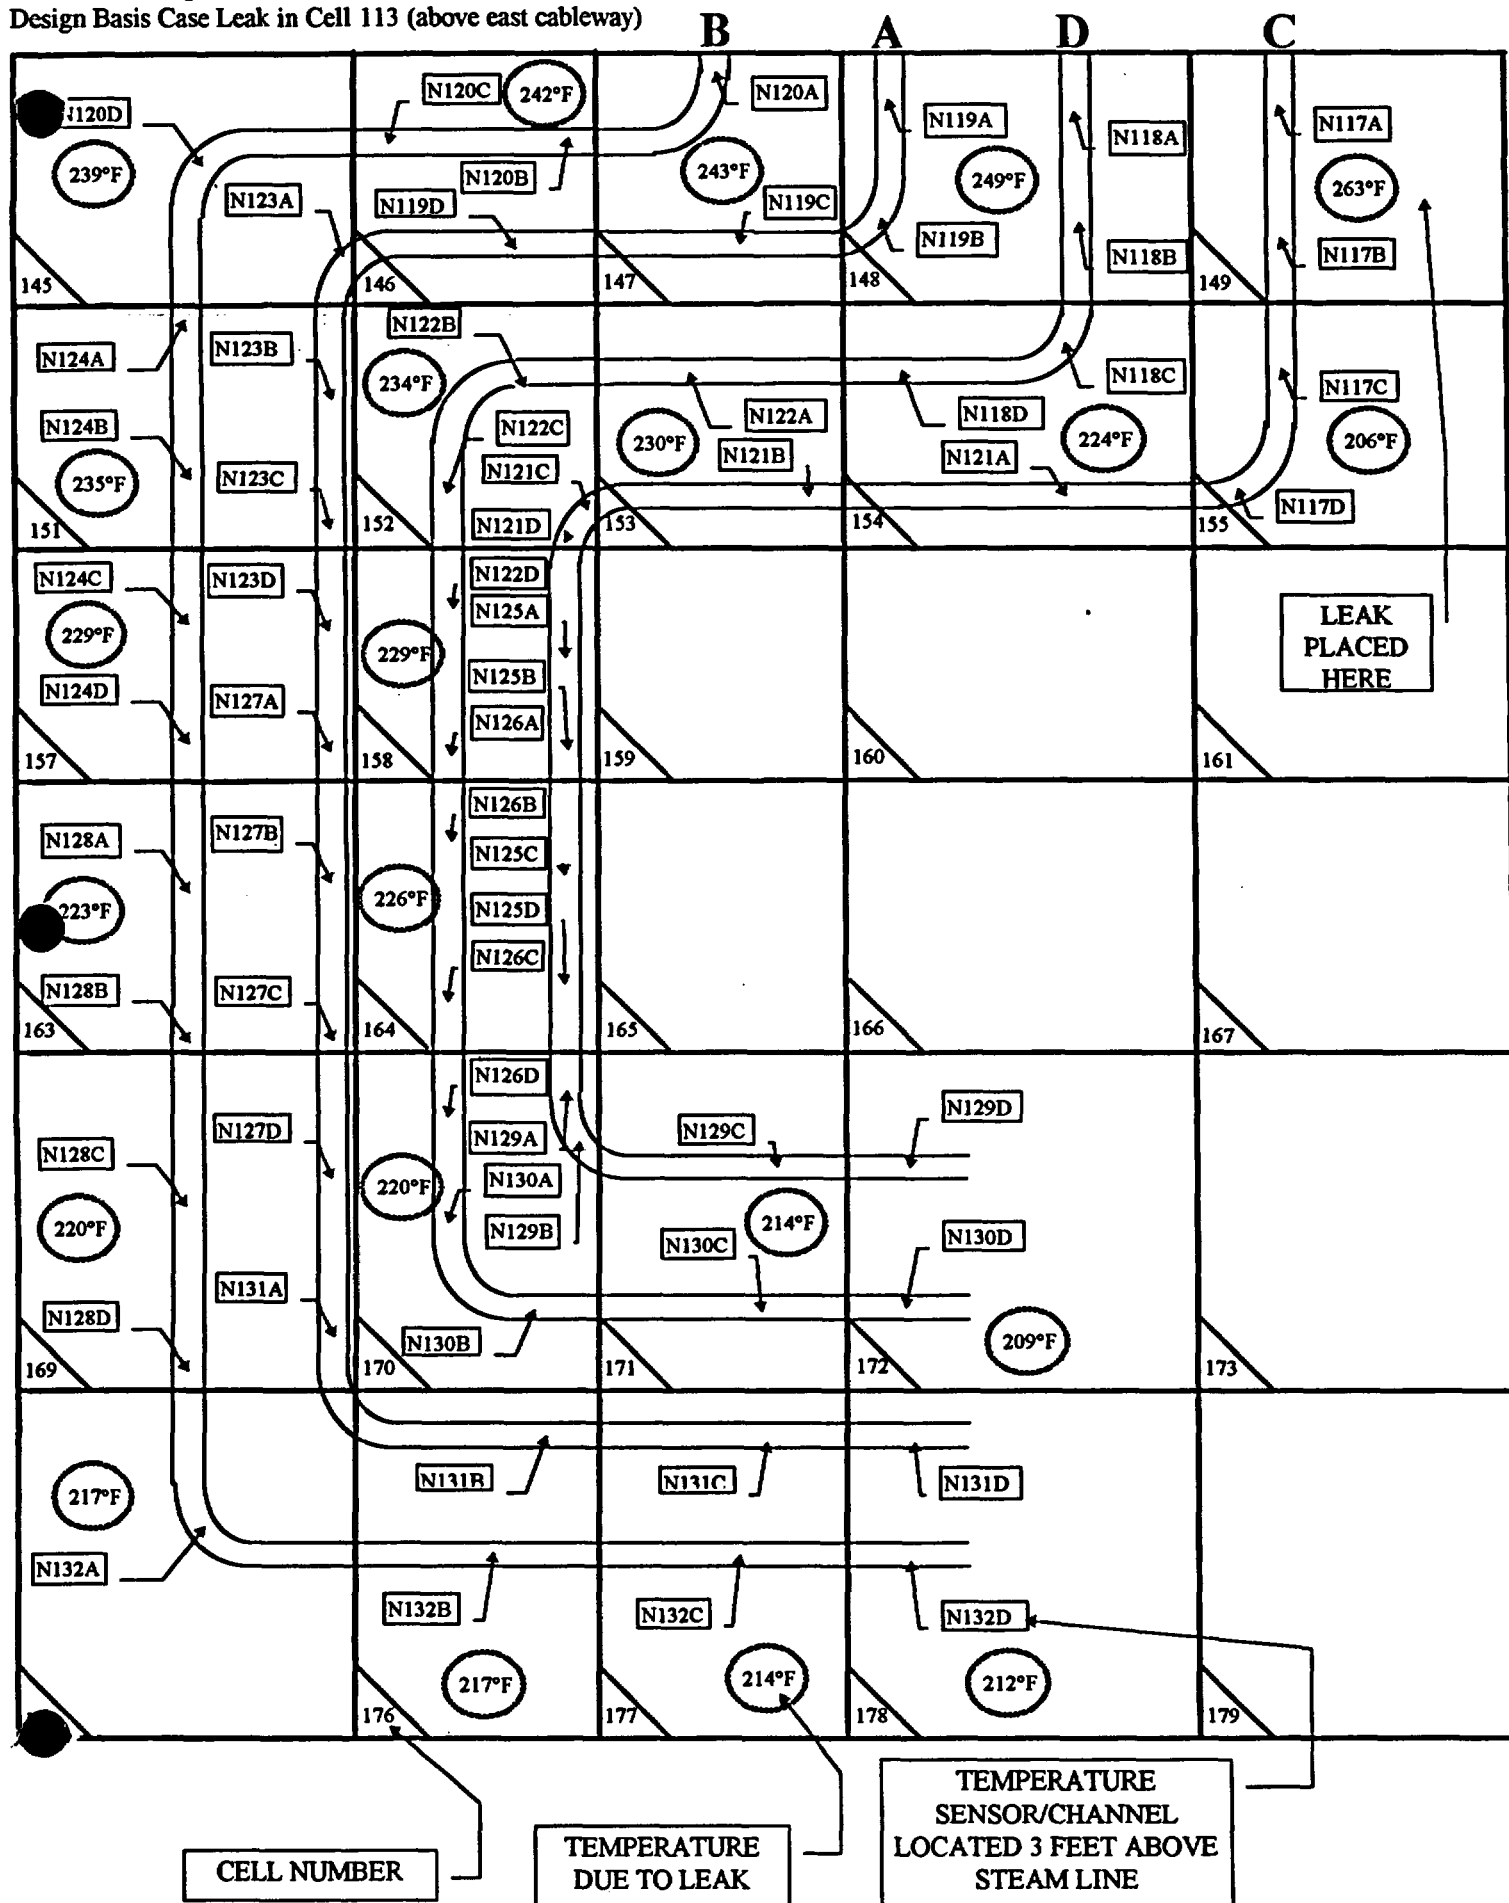 Design Basis Case Leak in Cell 113 (above east cableway)
B
A
D
C
N120C
242°F
N120A
N119A
N118A
N117A
239°F
N120B
243°F
249°F
263°F
N123A
N119D
N119C
N119B
N118B
N117B
145
146
147
148
149
N122B
N124A
N123B
234°F
N118C
N117C
N124B
N122C
230°F
N122A
N118D
224°F
206°F
235°F
N123C
N121C
N121B
N121A
151
152
N121D
153
154
155
N117D
N124C
N123D
N122D
229°F
229°F
N125A
LEAK
PLACED
HERE
N124D
N127A
N125B
N126A
157
158
159
160
161
N128A
N127B
N126B
N125C
223°F
226°F
N125D
N126C
N128B
N127C
163
164
165
166
167
N126D
N129D
N128C
N127D
N129A
N129C
220°F
220°F
N130A
214°F
N129B
N130C
N130D
N131A
N128D
N130B
209°F
169
170
171
172
173
217°F
N131B
N131C
N131D
N132A
N132B
N132C
N132D
217°F
214°F
212°F
176
177
178
179
CELL NUMBER
TEMPERATURE
DUE TO LEAK
TEMPERATURE
SENSOR/CHANNEL
LOCATED 3 FEET ABOVE
STEAM LINE